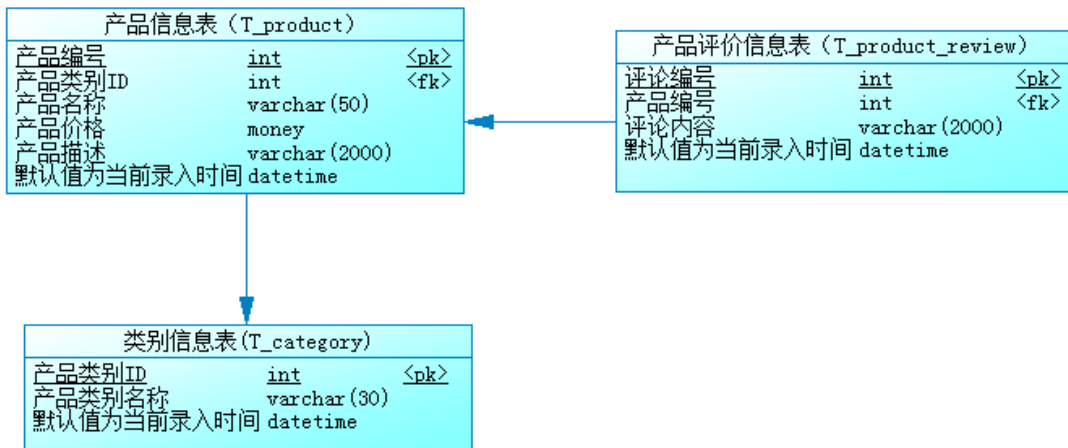 产品信息表（T_product）
产品编号 int <pk>
产品类别ID int <fk>
产品名称 varchar(50)
产品价格 money
产品描述 varchar(2000)
默认值为当前录入时间 datetime
产品评价信息表（T_product_review）
评论编号 int <pk>
产品编号 int <fk>
评论内容 varchar(2000)
默认值为当前录入时间 datetime
类别信息表(T_category)
产品类别ID int <pk>
产品类别名称 varchar(30)
默认值为当前录入时间 datetime